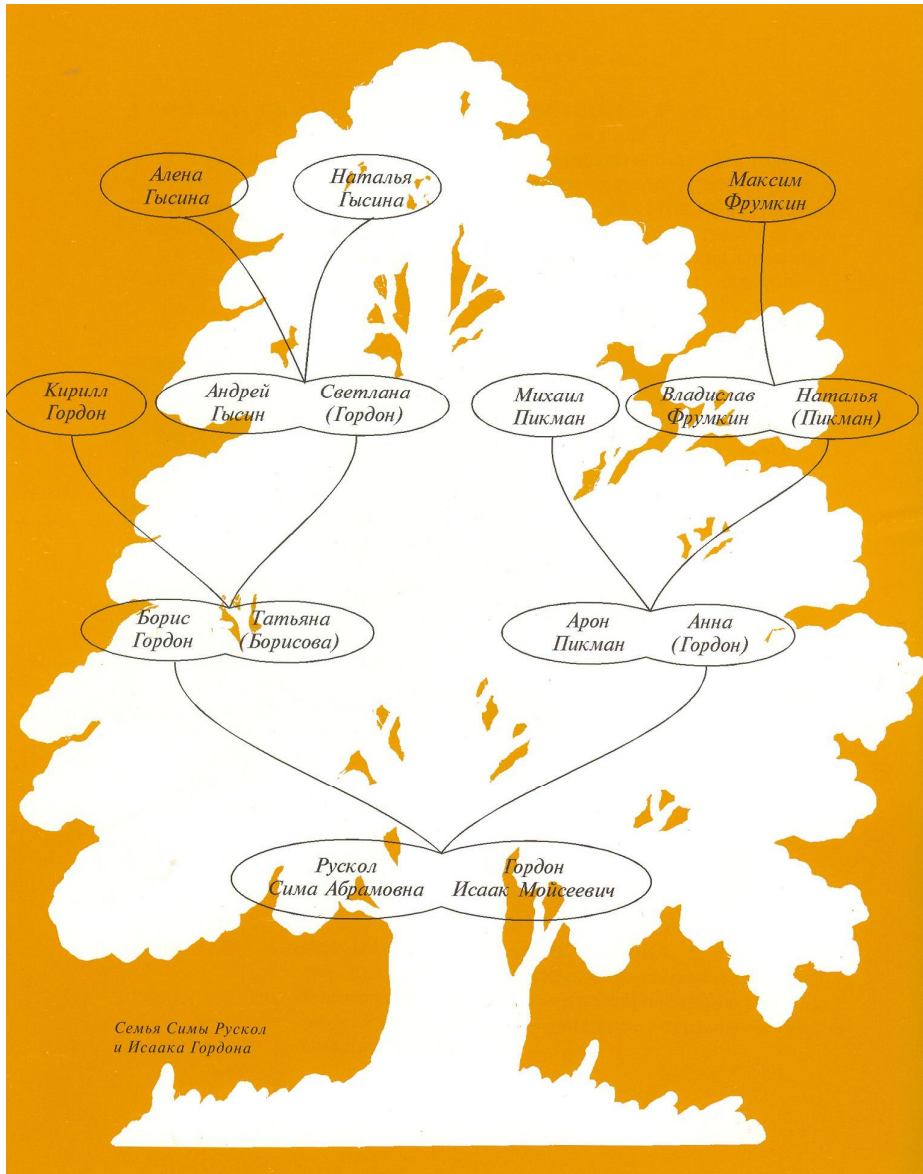 Алена
Гысина
Наталья
Гысина
Максим
Фрумкин
Кирилл
Гордон
Андрей
Гысин
Светлана
(Гордон)
Михаил
Пикман
Владислав
Фрумкин
Наталья
(Пикман)
Борис
Гордон
Татьяна
(Борисова)
Арон
Пикман
Анна
(Гордон)
Рускол
Сима Абрамовна
Гордон
Исаак Мойсеевич
Семья Симы Рускол
и Исаака Гордона